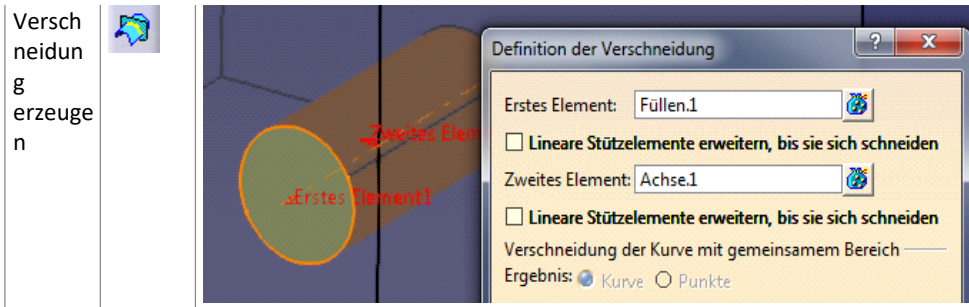 Versch
neidun
g
erzeuge
n
Zweites Elem
Erstes Element1
Definition der Verschneidung
Erstes Element: Füllen.1
Lineare Stützelemente erweitern, bis sie sich schneiden
Zweites Element: Achse.1
Lineare Stützelemente erweitern, bis sie sich schneiden
Verschneidung der Kurve mit gemeinsamem Bereich
Ergebnis: Kurve Punkte